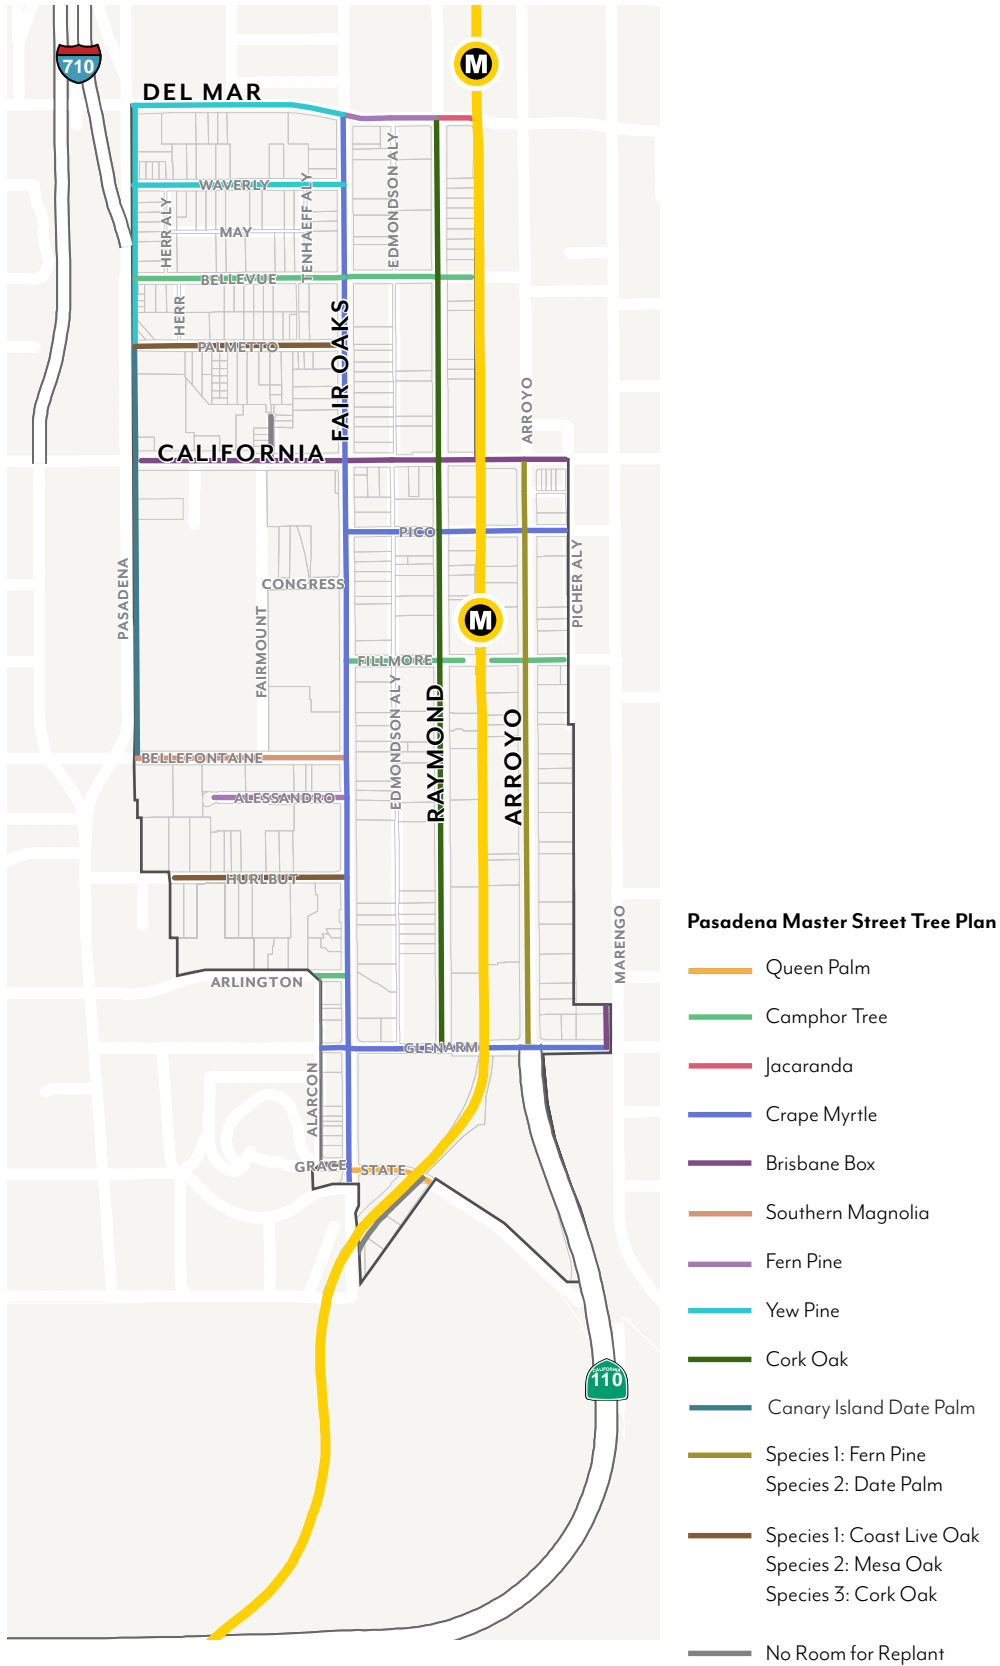 M
710
DEL MAR
EDMONDSON ALY
WAVERLY
TENHAEFF ALY
HERR ALY
MAY
BELLEVUE
HERR
FAIR OAKS
PALMETTO
ARROYO
CALIFORNIA
PICO
PICHER ALY
PASADENA
CONGRESS
FAIRMOUNT
M
FILLMORE
EDMONDSON ALY
RAYMOND
ARROYO
BELLEFONTAINE
ALESSANDRO
HURLBUT
MARENGO
ARLINGTON
GLENARM
ALARCON
GRACE
STATE
CALIFORNIA
110
Pasadena Master Street Tree Plan
Queen Palm
Camphor Tree
Jacaranda
Crape Myrtle
Brisbane Box
Southern Magnolia
Fern Pine
Yew Pine
Cork Oak
Canary Island Date Palm
Species 1: Fern Pine
Species 2: Date Palm
Species 1: Coast Live Oak
Species 2: Mesa Oak
Species 3: Cork Oak
No Room for Replant